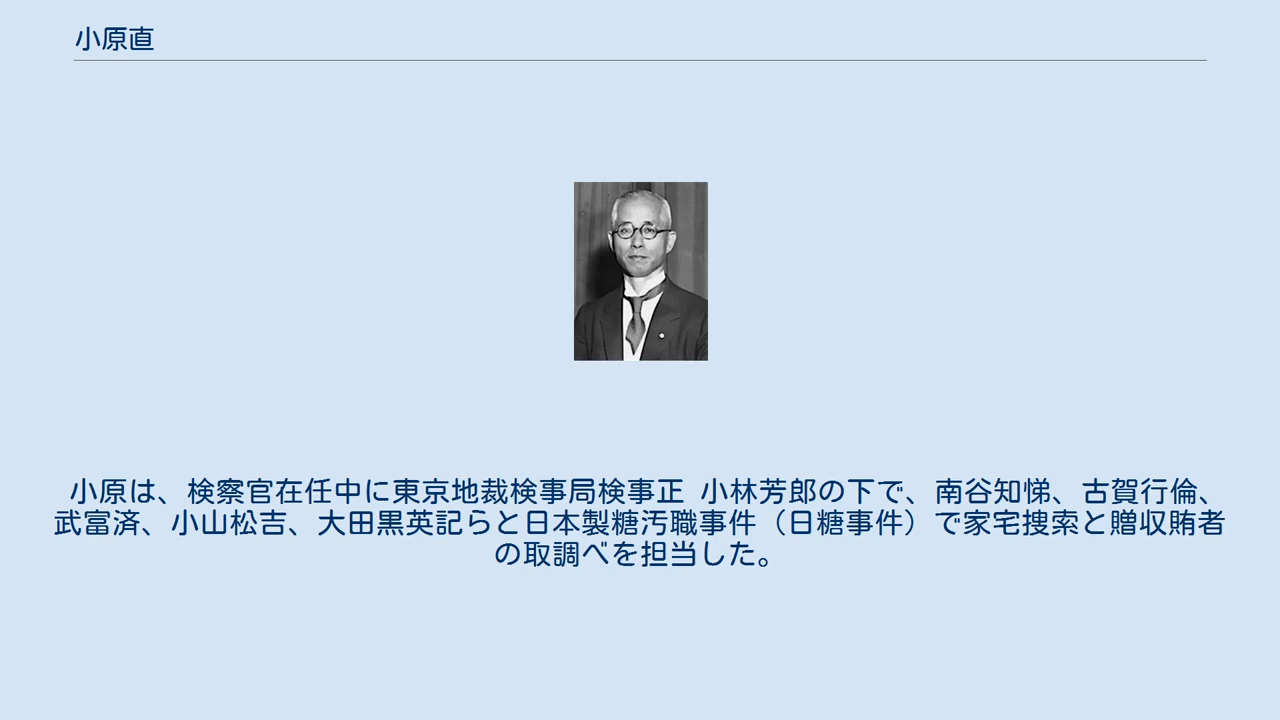 小原直
小原は、検察官在任中に東京地裁検事局検事正 小林芳郎の下で、南谷知悌、古賀行倫、
武富済、小山松吉、大田黒英記らと日本製糖汚職事件（日糖事件）で家宅捜索と贈収賄者
の取調べを担当した。